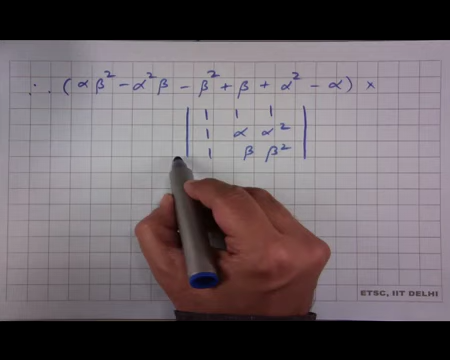 ∴ (αβ² - α²β - β² + β + α² - α) ×
| 1 1 1 |
| 1 α α² |
| 1 β β² |
ETSC, IIT DELHI